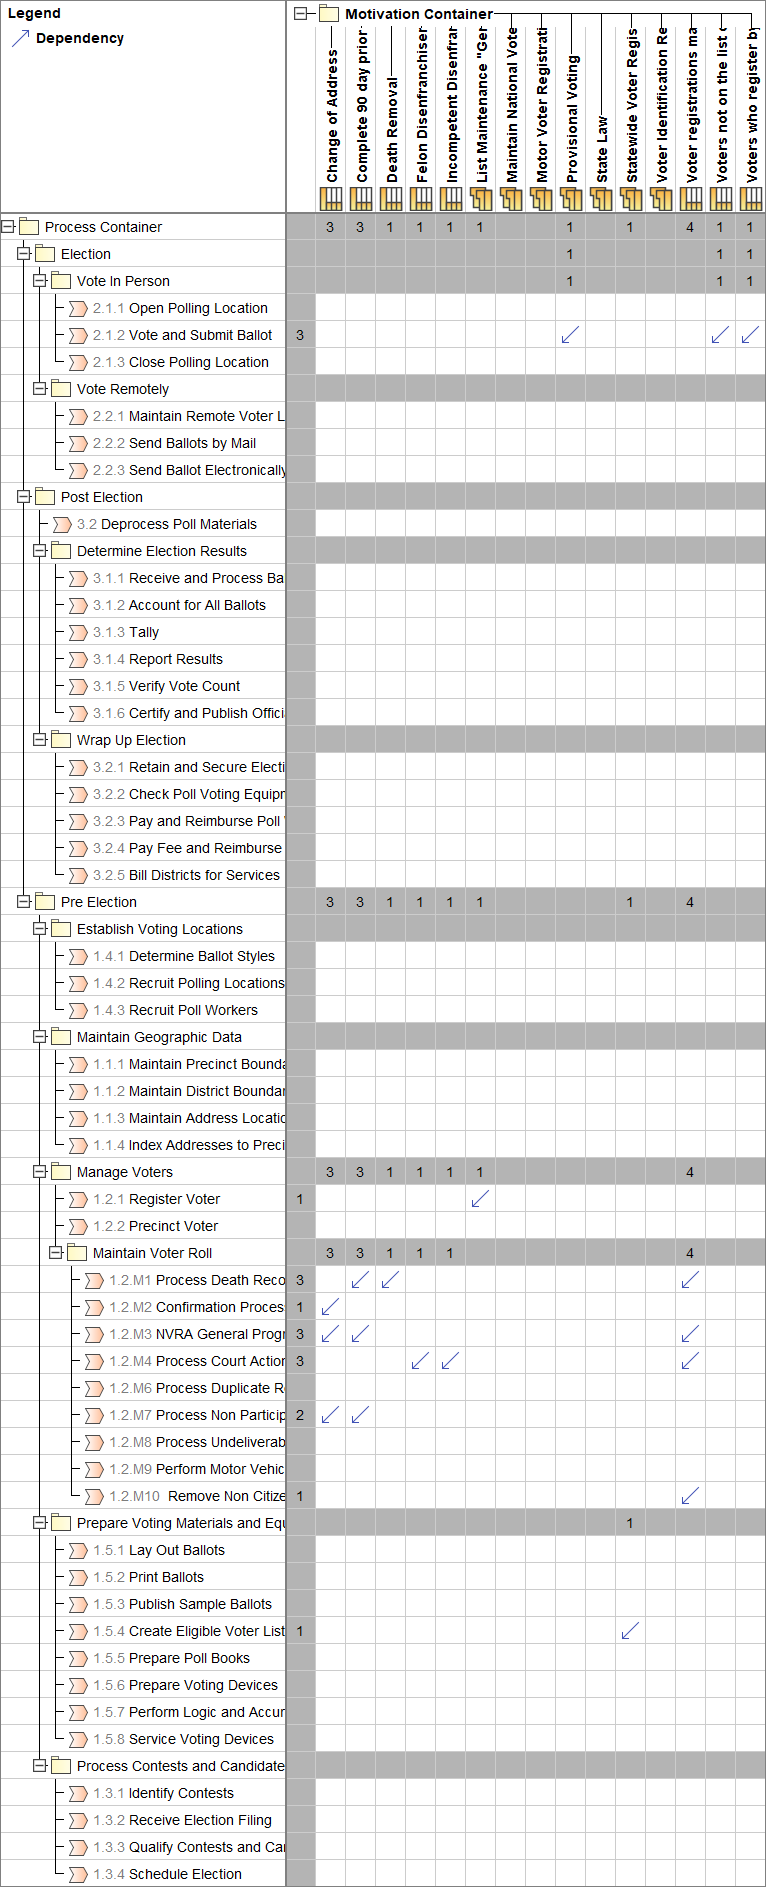 Legend
Dependency
Motivation Container
Change of Address
Complete 90 day prior
Death Removal
Felon Disenfranchiser
Incompetent Disenfran
List Maintenance "Ger
Maintain National Vote
Motor Voter Registrati
Provisional Voting
State Law
Statewide Voter Regis
Voter Identification Re
Voter registrations ma
Voters not on the list
Voters who register by
Process Container 3 3 1 1 1 1 1 1 4 1 1
Election 1 1 1
Vote In Person 1 1 1
2.1.1 Open Polling Location
2.1.2 Vote and Submit Ballot 3
2.1.3 Close Polling Location
Vote Remotely
2.2.1 Maintain Remote Voter L
2.2.2 Send Ballots by Mail
2.2.3 Send Ballot Electronically
Post Election
3.2 Deprocess Poll Materials
Determine Election Results
3.1.1 Receive and Process Ba
3.1.2 Account for All Ballots
3.1.3 Tally
3.1.4 Report Results
3.1.5 Verify Vote Count
3.1.6 Certify and Publish Offici
Wrap Up Election
3.2.1 Retain and Secure Electi
3.2.2 Check Poll Voting Equipm
3.2.3 Pay and Reimburse Poll
3.2.4 Pay Fee and Reimburse
3.2.5 Bill Districts for Services
Pre Election 3 3 1 1 1 1 1 4
Establish Voting Locations
1.4.1 Determine Ballot Styles
1.4.2 Recruit Polling Locations
1.4.3 Recruit Poll Workers
Maintain Geographic Data
1.1.1 Maintain Precinct Bounda
1.1.2 Maintain District Boundar
1.1.3 Maintain Address Locatio
1.1.4 Index Addresses to Preci
Manage Voters 3 3 1 1 1 1 4
1.2.1 Register Voter 1
1.2.2 Precinct Voter
Maintain Voter Roll 3 3 1 1 1 4
1.2.M1 Process Death Reco 3
1.2.M2 Confirmation Proces 1
1.2.M3 NVRA General Progr 3
1.2.M4 Process Court Action 3
1.2.M6 Process Duplicate R
1.2.M7 Process Non Particip 2
1.2.M8 Process Undeliverab
1.2.M9 Perform Motor Vehic
1.2.M10 Remove Non Citize 1
Prepare Voting Materials and Equ 1
1.5.1 Lay Out Ballots
1.5.2 Print Ballots
1.5.3 Publish Sample Ballots
1.5.4 Create Eligible Voter List 1
1.5.5 Prepare Poll Books
1.5.6 Prepare Voting Devices
1.5.7 Perform Logic and Accur
1.5.8 Service Voting Devices
Process Contests and Candidate
1.3.1 Identify Contests
1.3.2 Receive Election Filing
1.3.3 Qualify Contests and Ca
1.3.4 Schedule Election